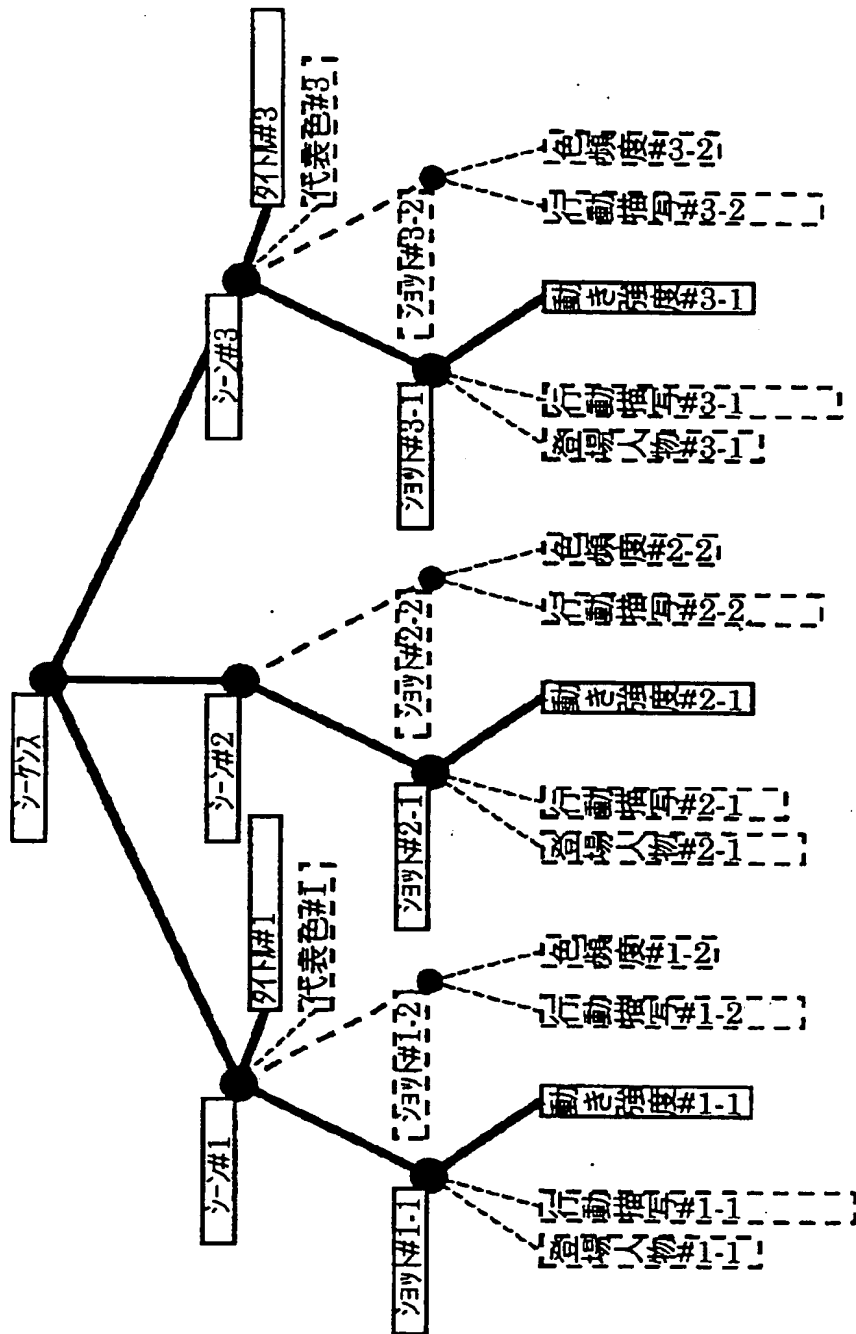 シーケンス
シーン#1
シーン#2
シーン#3
タイトル#1
代表色#1
タイトル#3
代表色#3
ショット#1-1
ショット#1-2
ショット#2-1
ショット#2-2
ショット#3-1
ショット#3-2
登場人物#1-1
行動描写#1-1
動き強度#1-1
行動描写#1-2
色頻度#1-2
登場人物#2-1
行動描写#2-1
動き強度#2-1
行動描写#2-2
色頻度#2-2
登場人物#3-1
行動描写#3-1
動き強度#3-1
行動描写#3-2
色頻度#3-2